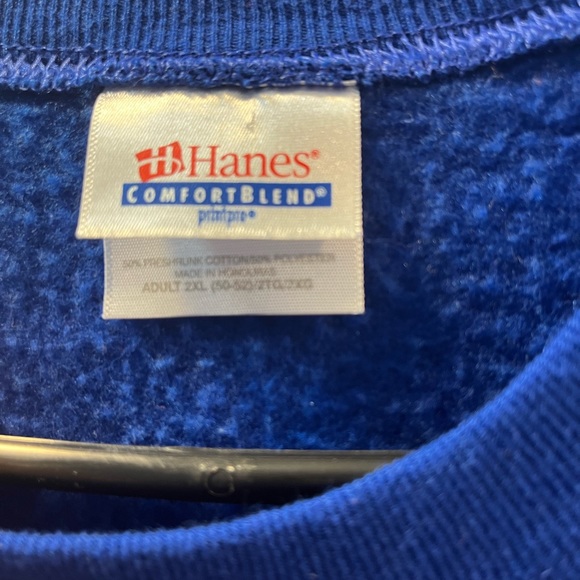 Hanes®
COMFORTBLEND®
printpro®
50% PRESHRUNK COTTON/50% POLYESTER
MADE IN HONDURAS
ADULT 2XL (50-52)/2TG/2XG